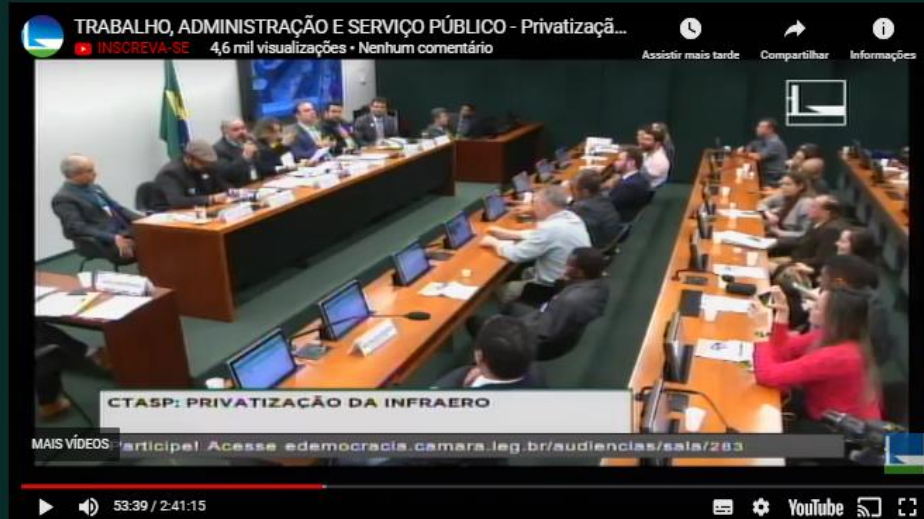 TRABALHO, ADMINISTRAÇÃO E SERVIÇO PÚBLICO - Privatizaçã...
INSCREVA-SE 4,6 mil visualizações • Nenhum comentário
Assistir mais tarde
Compartilhar
Informações
CTASP: PRIVATIZAÇÃO DA INFRAERO
MAIS VÍDEOS
Participe! Acesse edemocracia.camara.leg.br/audiencias/sala/283
53:39 / 2:41:15
YouTube